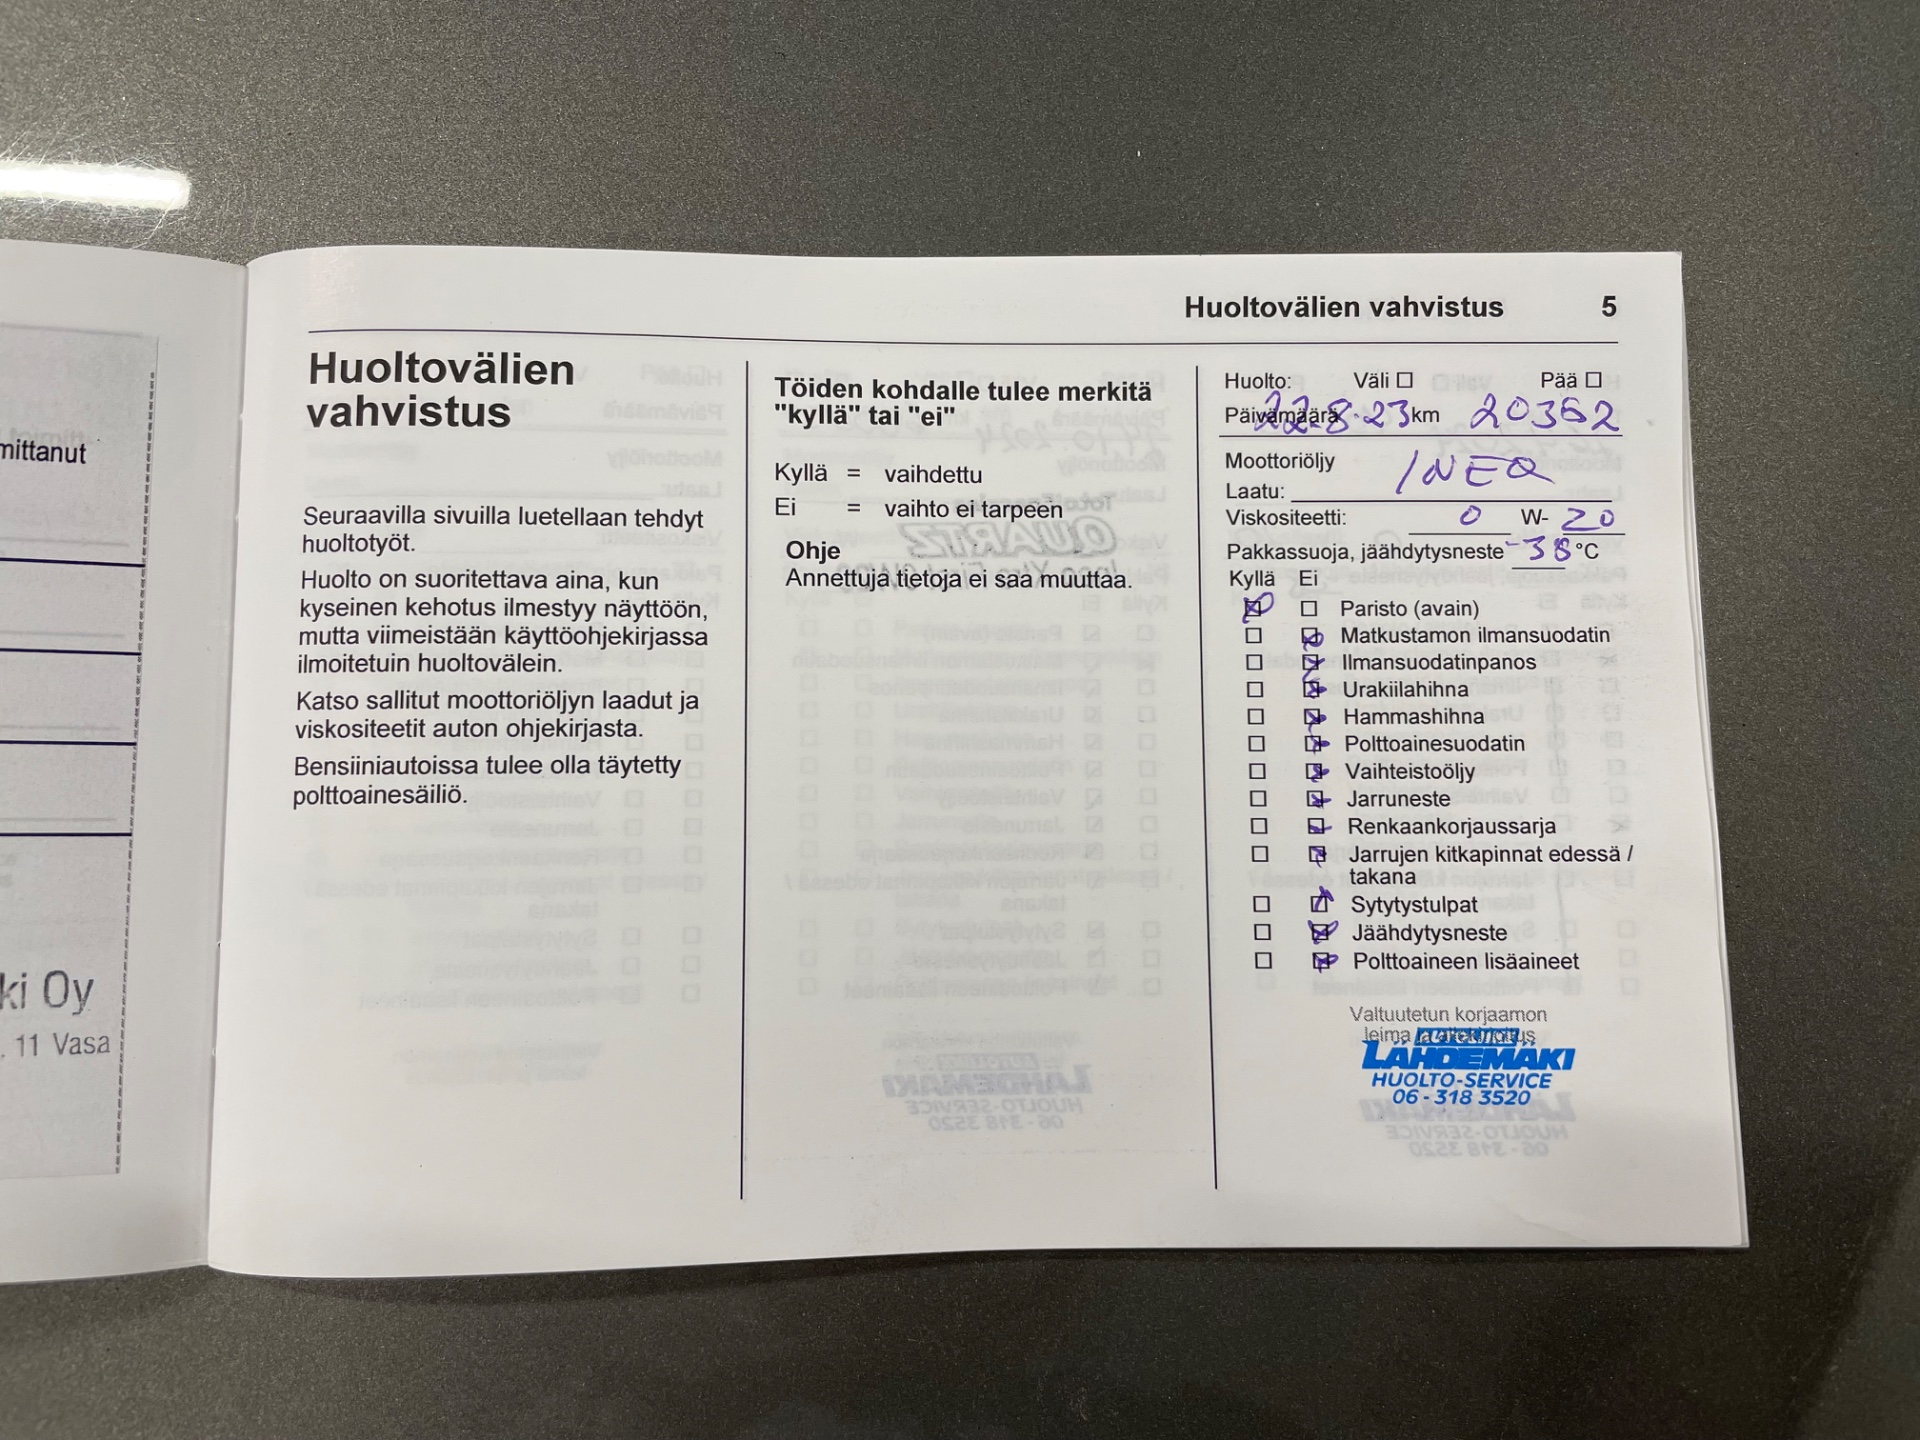 mittanut
ki Oy
. 11 Vasa
Huoltovälien vahvistus 5
Huoltovälien
vahvistus
Seuraavilla sivuilla luetellaan tehdyt
huoltotyöt.
Huolto on suoritettava aina, kun
kyseinen kehotus ilmestyy näyttöön,
mutta viimeistään käyttöohjekirjassa
ilmoitetuin huoltovälein.
Katso sallitut moottoriöljyn laadut ja
viskositeetit auton ohjekirjasta.
Bensiiniautoissa tulee olla täytetty
polttoainesäiliö.
Töiden kohdalle tulee merkitä
"kyllä" tai "ei"
Kyllä = vaihdettu
Ei = vaihto ei tarpeen
Ohje
Annettuja tietoja ei saa muuttaa.
Huolto: Väli ☐ Pää ☐
Päivämäärä 22.8.23 km 20362
Moottoriöljy
Laatu: INEO
Viskositeetti: 0 W- 20
Pakkassuoja, jäähdytysneste -38 °C
Kyllä Ei
☒ ☐ Paristo (avain)
☐ ☒ Matkustamon ilmansuodatin
☐ ☒ Ilmansuodatinpanos
☐ ☒ Urakiilahihna
☐ ☒ Hammashihna
☐ ☒ Polttoainesuodatin
☐ ☒ Vaihteistoöljy
☐ ☒ Jarruneste
☐ ☒ Renkaankorjaussarja
☐ ☒ Jarrujen kitkapinnat edessä /
takana
☐ ☒ Sytytystulpat
☐ ☒ Jäähdytysneste
☐ ☒ Polttoaineen lisäaineet
Valtuutetun korjaamon
leima ja allekirjoitus
LÄHDEMÄKI
HUOLTO-SERVICE
06 - 318 3520